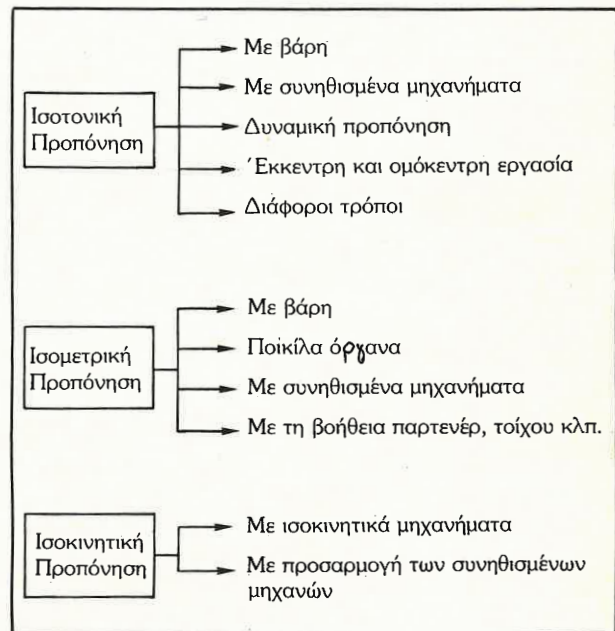 Ισοτονική
Προπόνηση
Με βάρη
Με συνηθισμένα μηχανήματα
Δυναμική προπόνηση
Έκκεντρη και ομόκεντρη εργασία
Διάφοροι τρόποι
Ισομετρική
Προπόνηση
Με βάρη
Ποίκίλα όργανα
Με συνηθισμένα μηχανήματα
Με τη βοήθεια παρτενέρ, τοίχου κλπ.
Ισοκινητική
Προπόνηση
Με ισοκινητικά μηχανήματα
Με προσαρμογή των συνηθισμένων
μηχανών